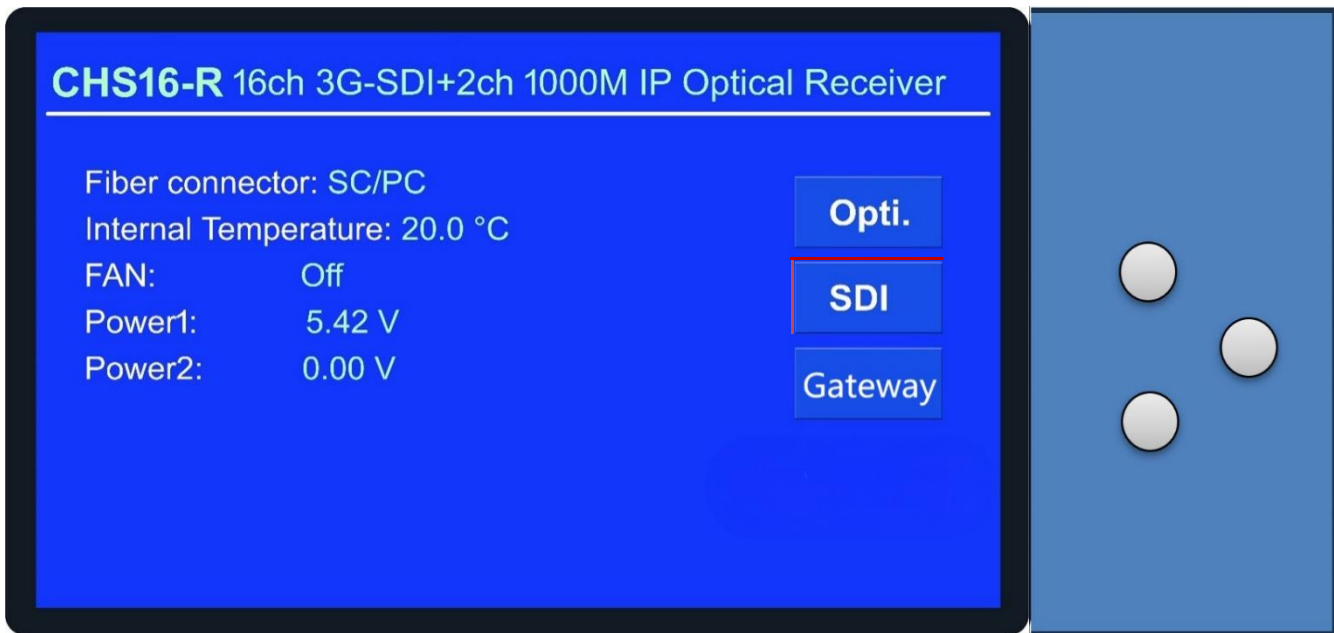 CHS16-R 16ch 3G-SDI+2ch 1000M IP Optical Receiver
Fiber connector: SC/PC
Internal Temperature: 20.0 °C
FAN: Off
Power1: 5.42 V
Power2: 0.00 V
Opti.
SDI
Gateway